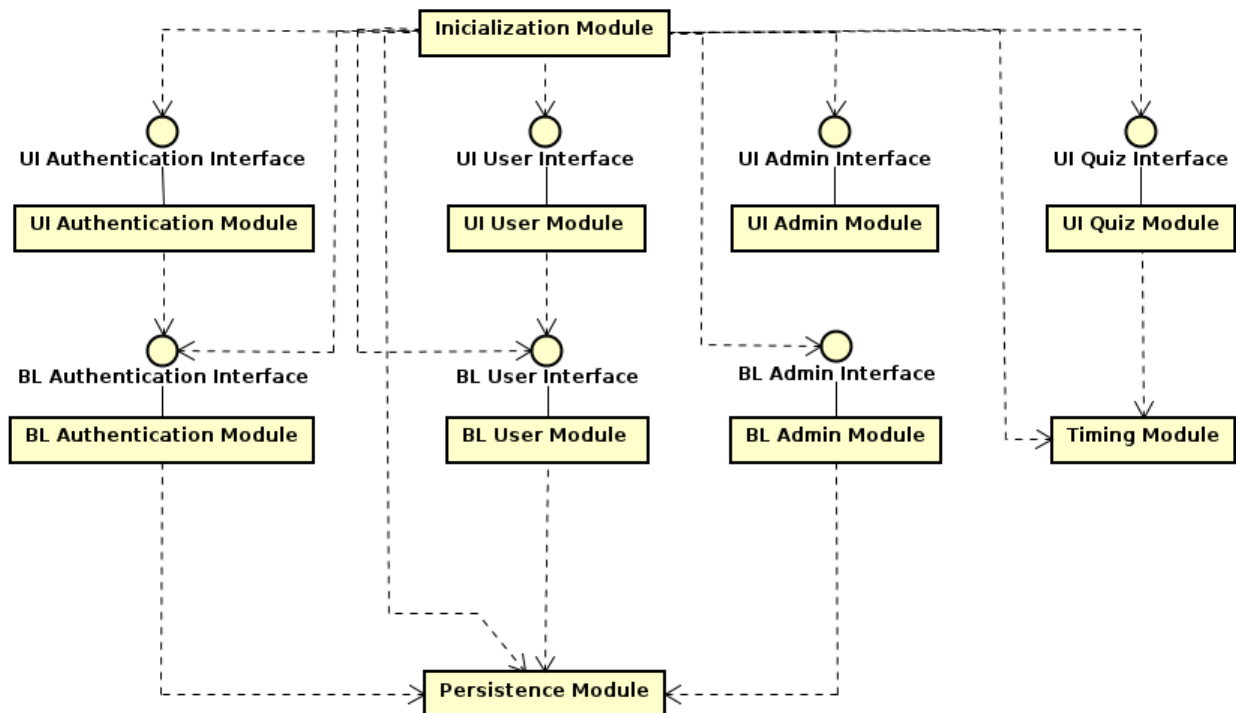 Inicialization Module
UI Authentication Interface
UI User Interface
UI Admin Interface
UI Quiz Interface
UI Authentication Module
UI User Module
UI Admin Module
UI Quiz Module
BL Authentication Interface
BL User Interface
BL Admin Interface
BL Authentication Module
BL User Module
BL Admin Module
Timing Module
Persistence Module